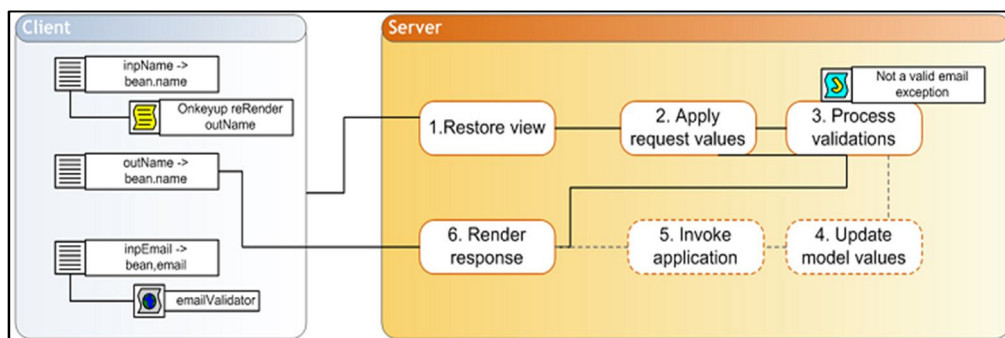 Client
inpName ->
bean.name
Onkeyup reRender
outName
outName ->
bean.name
inpEmail ->
bean,email
emailValidator
Server
Not a valid email
exception
1.Restore view
2. Apply
request values
3. Process
validations
6. Render
response
5. Invoke
application
4. Update
model values